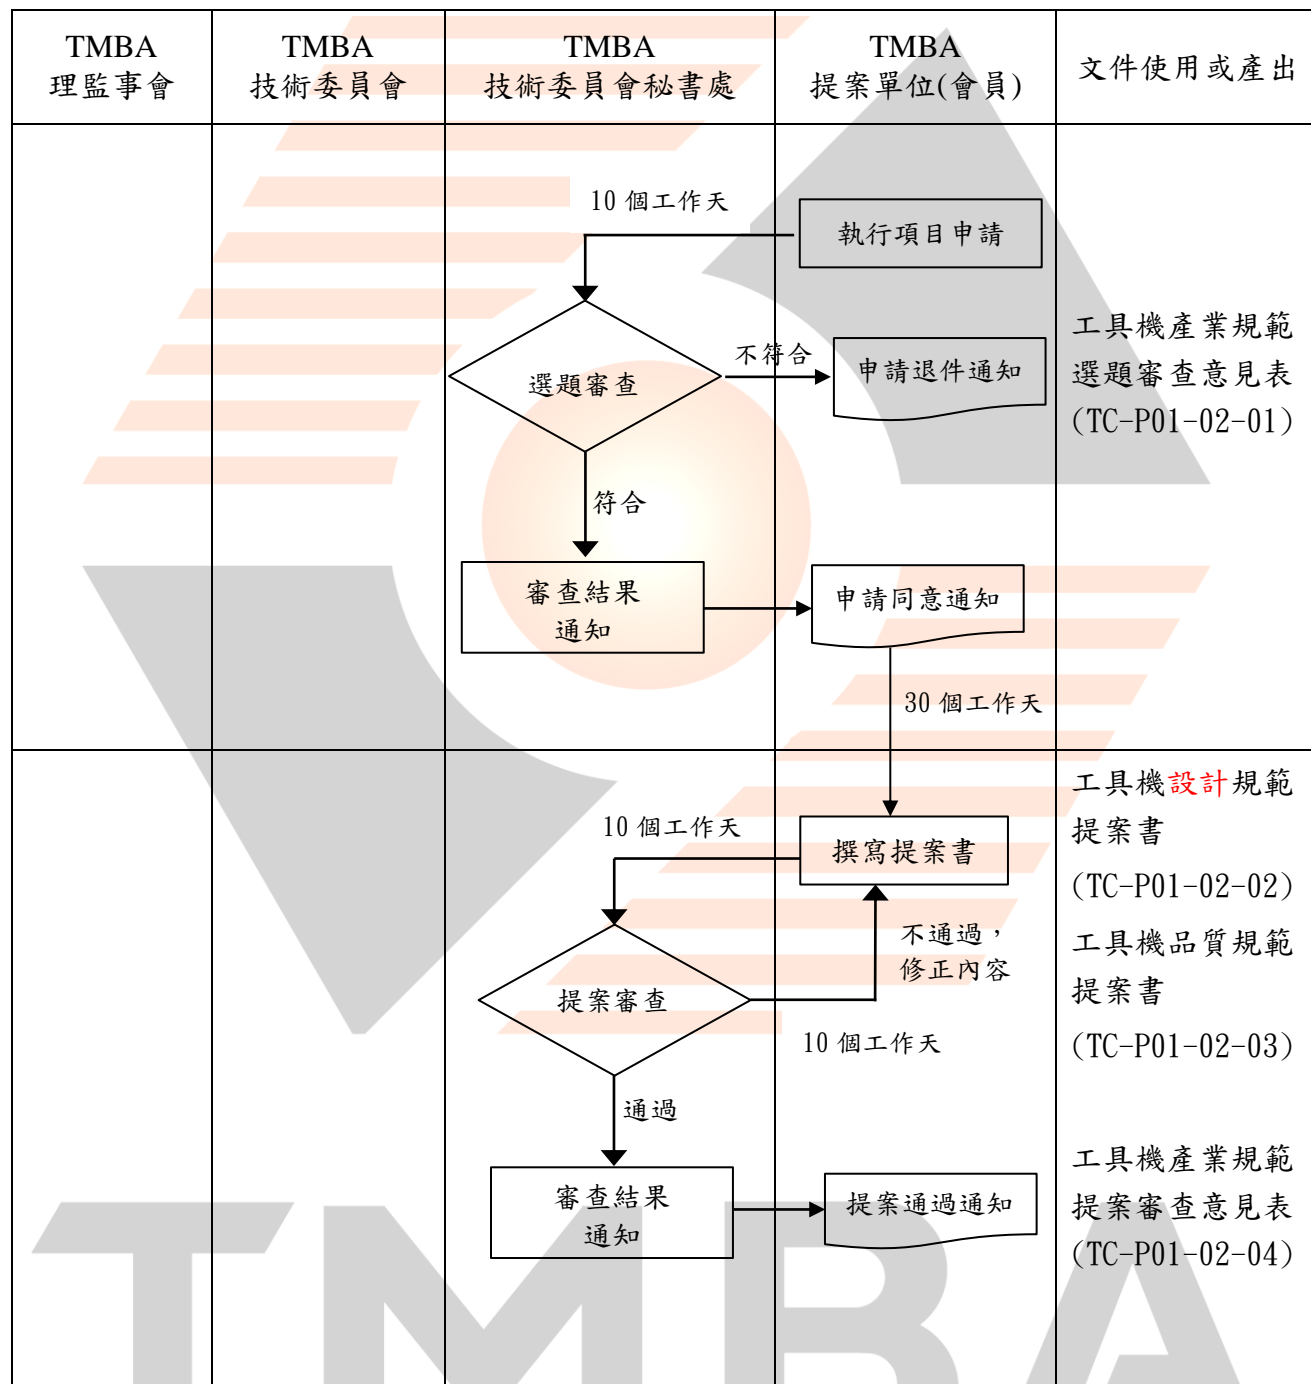 TMBA
理監事會
TMBA
技術委員會
TMBA
技術委員會秘書處
TMBA
提案單位(會員)
文件使用或產出
10 個工作天
執行項目申請
選題審查
不符合
申請退件通知
工具機產業規範
選題審查意見表
(TC-P01-02-01)
符合
審查結果
通知
申請同意通知
30 個工作天
10 個工作天
撰寫提案書
工具機設計規範
提案書
(TC-P01-02-02)
不通過，
修正內容
工具機品質規範
提案書
(TC-P01-02-03)
提案審查
10 個工作天
通過
審查結果
通知
提案通過通知
工具機產業規範
提案審查意見表
(TC-P01-02-04)
TMBA